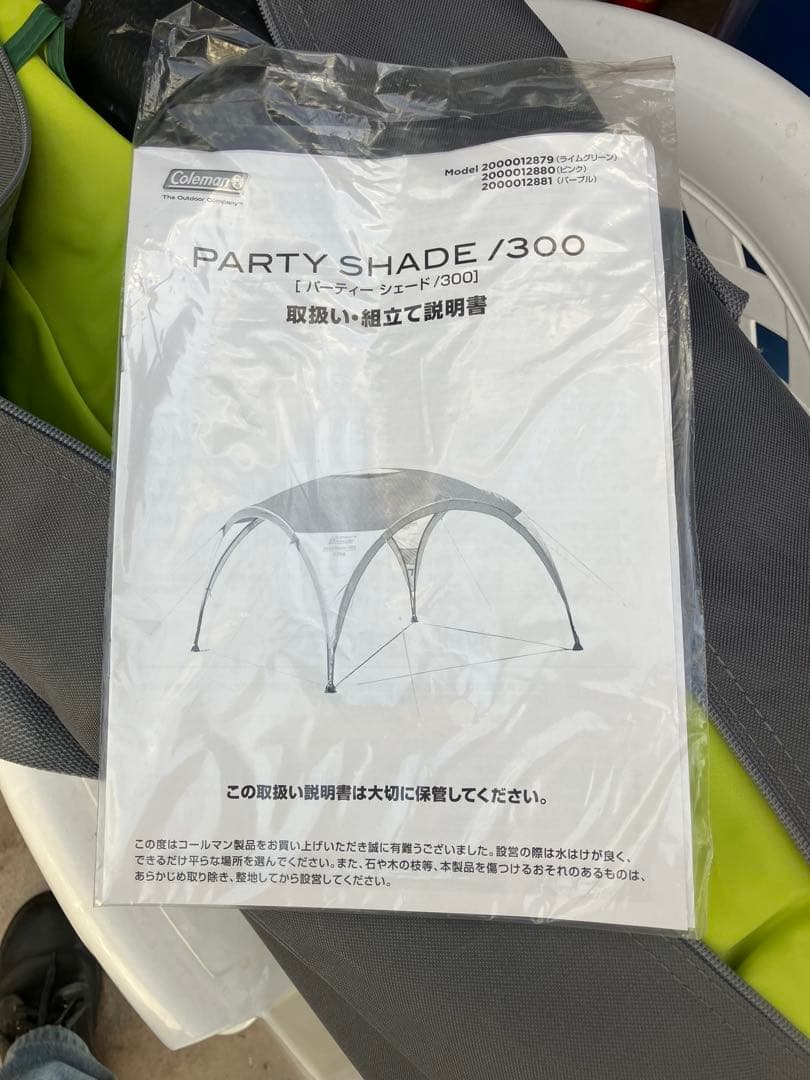 Coleman
The Outdoor Company™
Model 2000012879（ライムグリーン）
2000012880（ピンク）
2000012881（パープル）
PARTY SHADE /300
[ パーティー シェード /300]
取扱い・組立て説明書
この取扱い説明書は大切に保管してください。
この度はコールマン製品をお買い上げいただき誠に有難うございました。設営の際は水はけが良く、
できるだけ平らな場所を選んでください。また、石や木の枝等、本製品を傷つけるおそれのあるものは、
あらかじめ取り除き、整地してから設営してください。